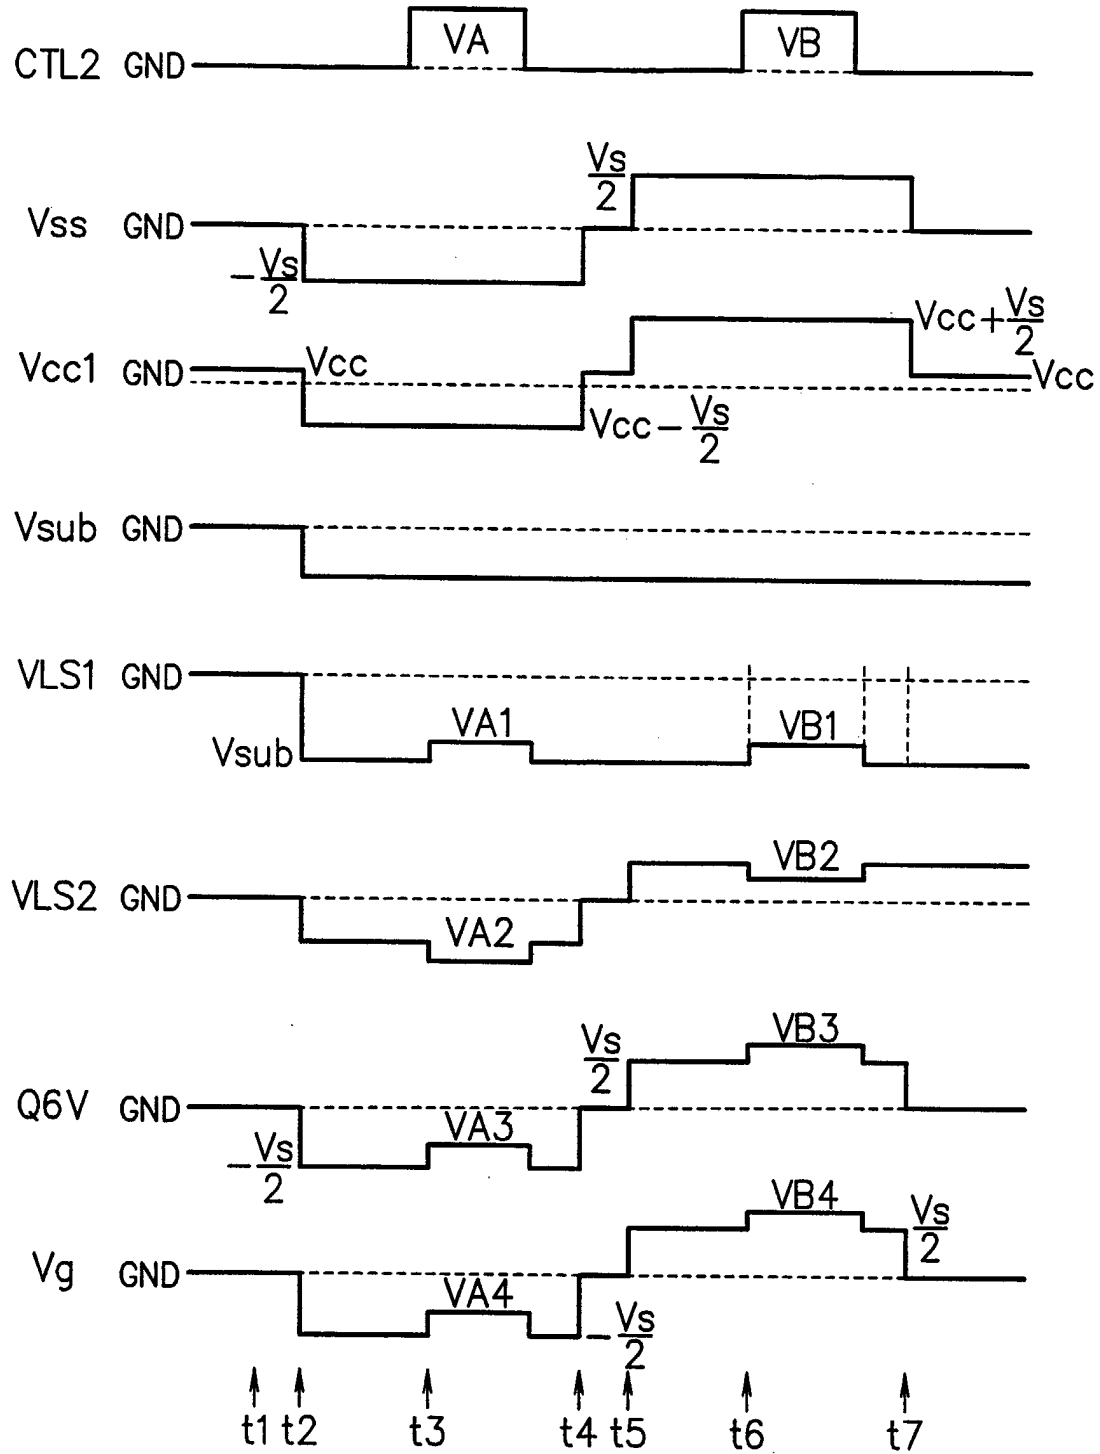 CTL2 GND VA VB
Vss GND -Vs/2 Vs/2
Vcc1 GND Vcc Vcc-Vs/2 Vcc+Vs/2 Vcc
Vsub GND
VLS1 GND Vsub VA1 VB1
VLS2 GND VA2 VB2
Q6V GND -Vs/2 VA3 Vs/2 VB3
Vg GND VA4 -Vs/2 VB4 Vs/2
t1 t2 t3 t4 t5 t6 t7